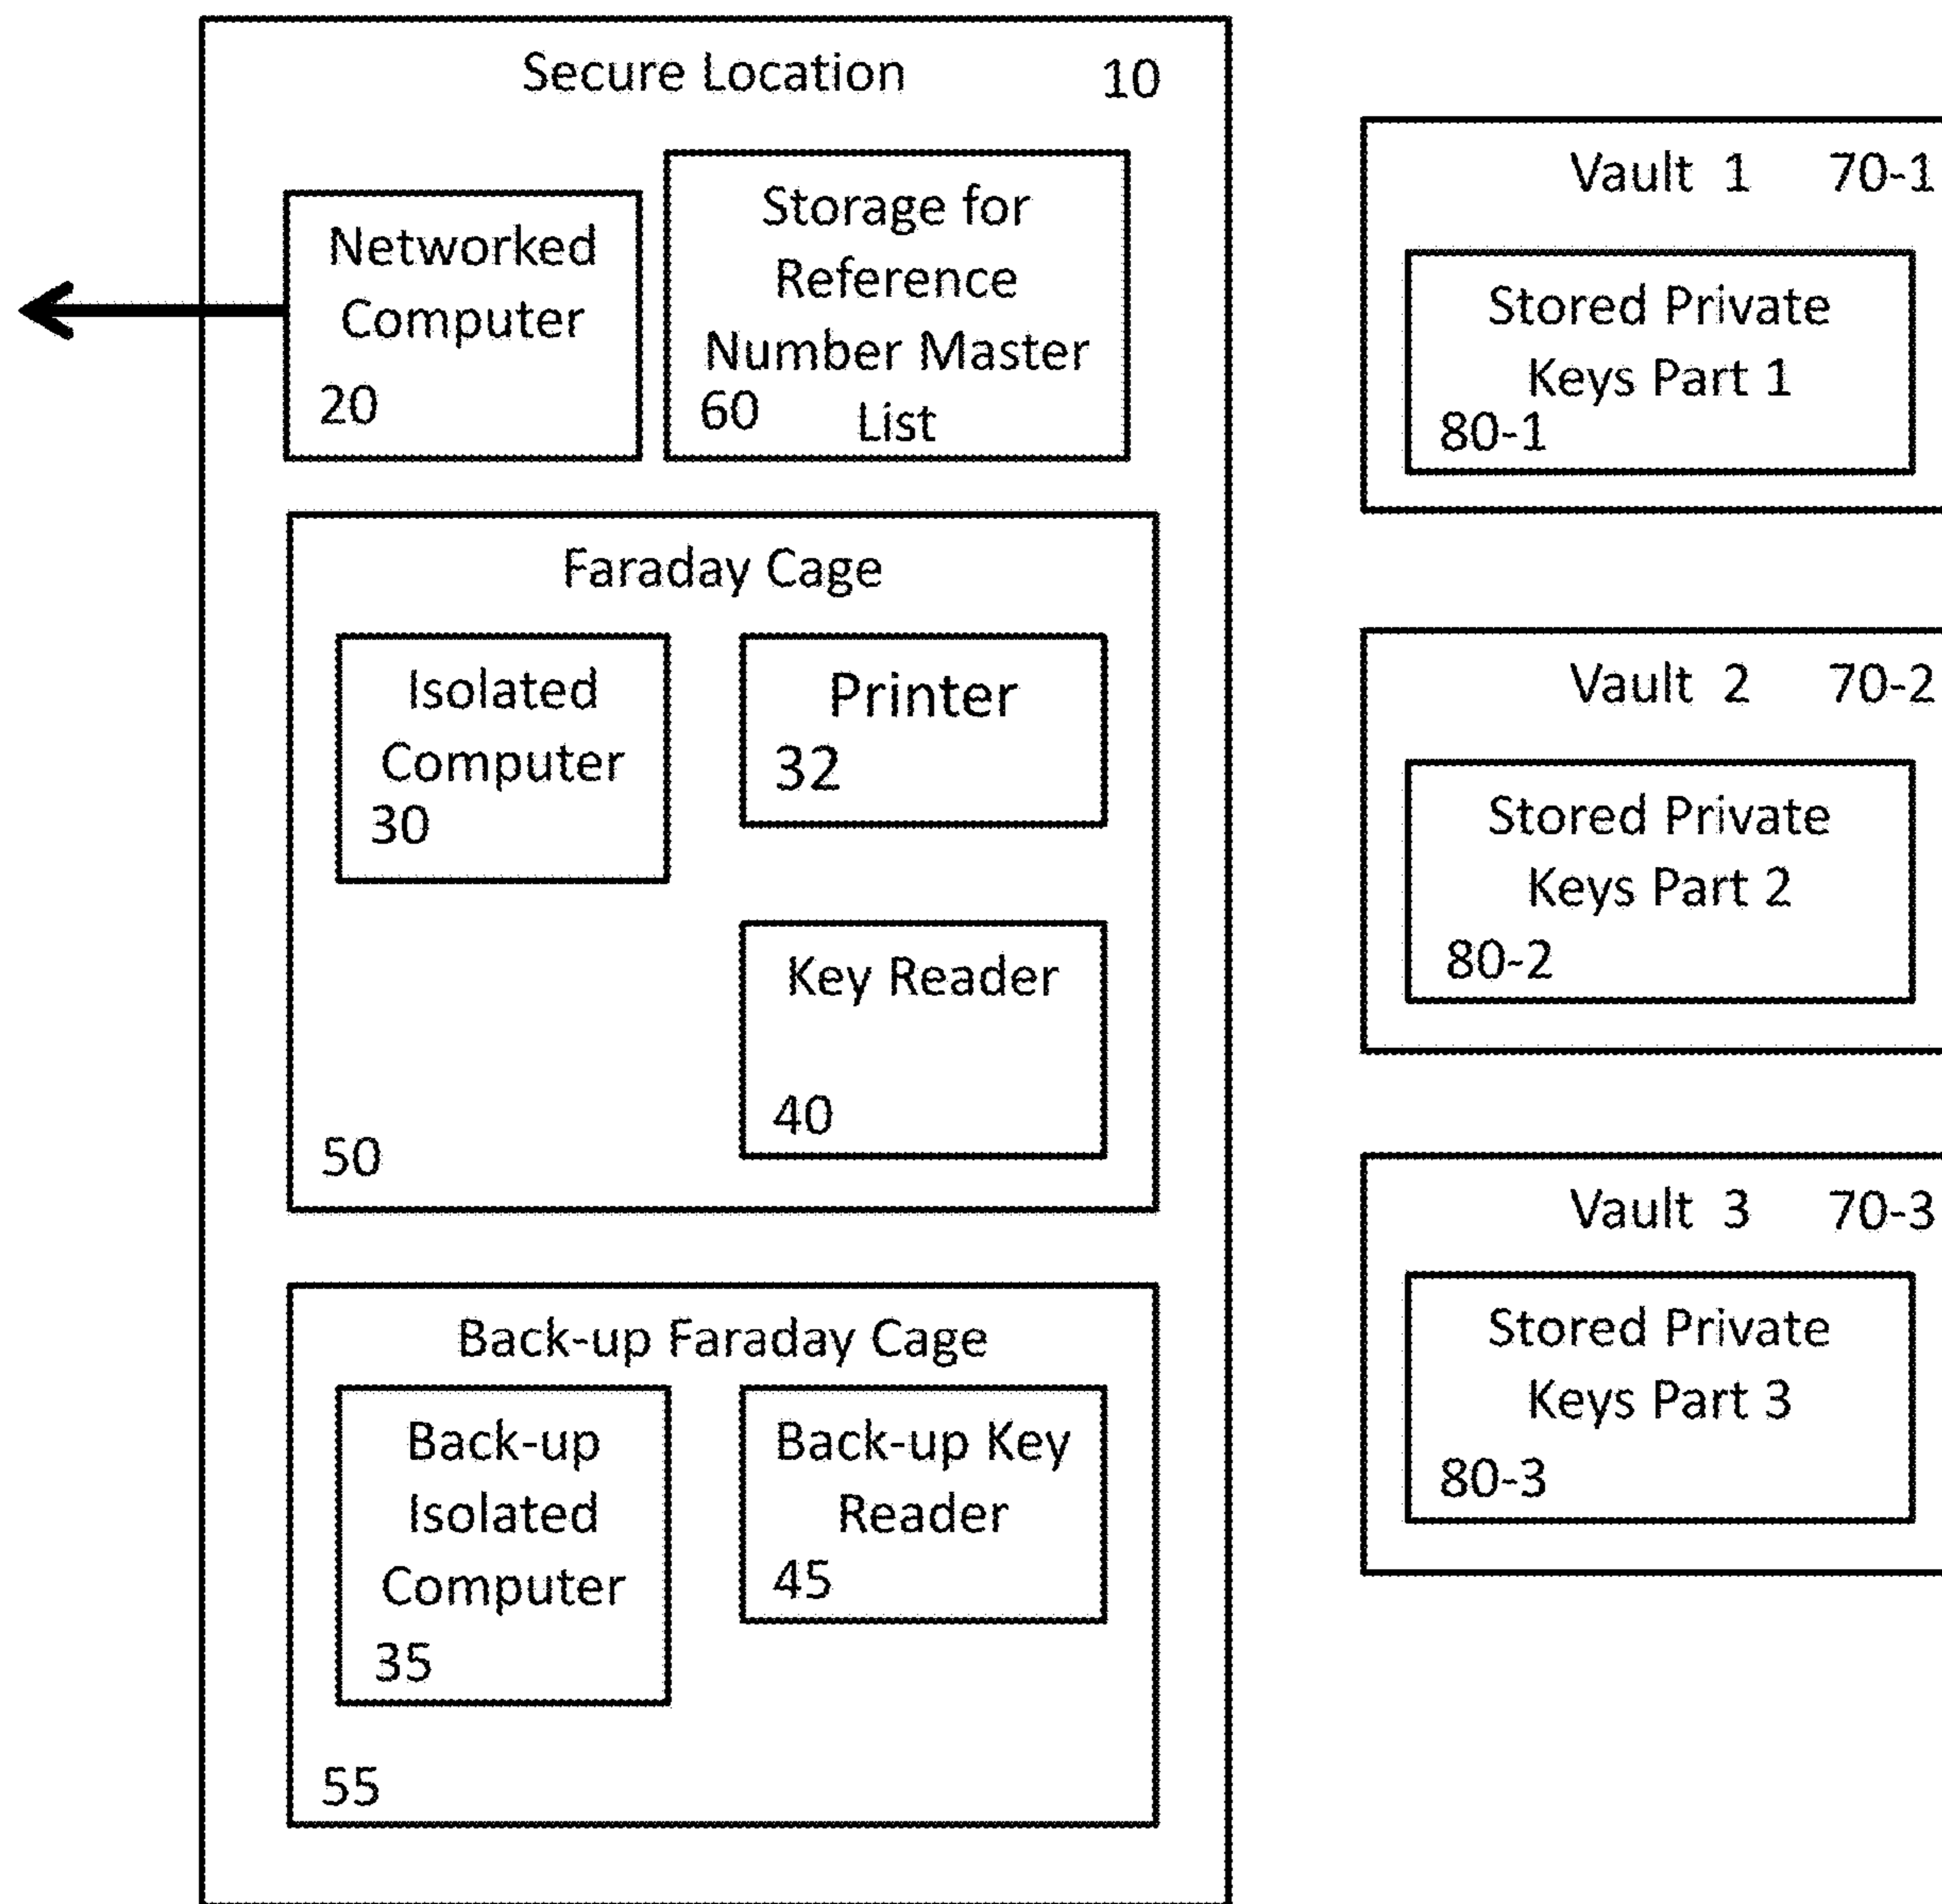 Secure Location 10
Networked
Computer
20
Storage for
Reference
Number Master
60 List
Faraday Cage
Isolated
Computer
30
Printer
32
Key Reader
40
50
Back-up Faraday Cage
Back-up
Isolated
Computer
35
Back-up Key
Reader
45
55
Vault 1 70-1
Stored Private
Keys Part 1
80-1
Vault 2 70-2
Stored Private
Keys Part 2
80-2
Vault 3 70-3
Stored Private
Keys Part 3
80-3